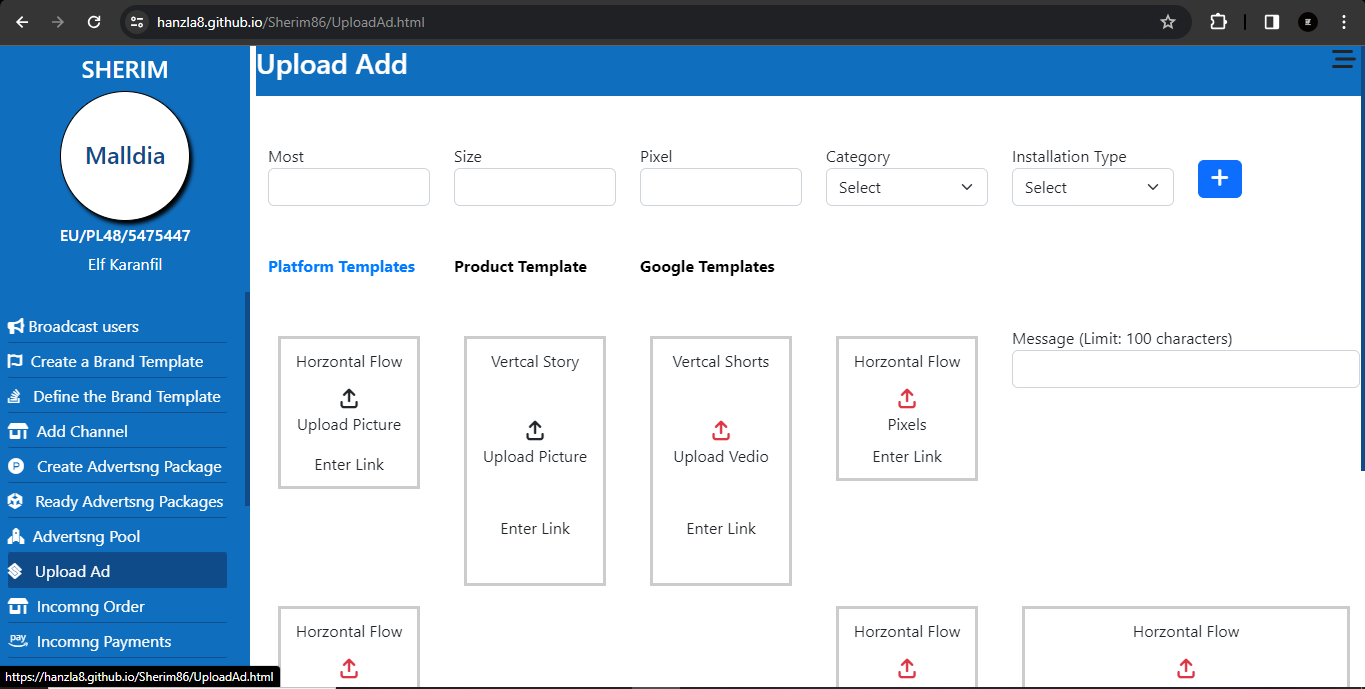 hanzla8.github.io/Sherim86/UploadAd.html
SHERIM
Malldia
EU/PL48/5475447
Elf Karanfil
Broadcast users
Create a Brand Template
Define the Brand Template
Add Channel
Create Advertsng Package
Ready Advertsng Packages
Advertsng Pool
Upload Ad
Incomng Order
pay Incomng Payments
https://hanzla8.github.io/Sherim86/UploadAd.html
Upload Add
Most Size Pixel Category Installation Type
Select Select
Platform Templates Product Template Google Templates
Horzontal Flow
Upload Picture
Enter Link
Vertcal Story
Upload Picture
Enter Link
Vertcal Shorts
Upload Vedio
Enter Link
Horzontal Flow
Pixels
Enter Link
Message (Limit: 100 characters)
Horzontal Flow
Horzontal Flow
Horzontal Flow